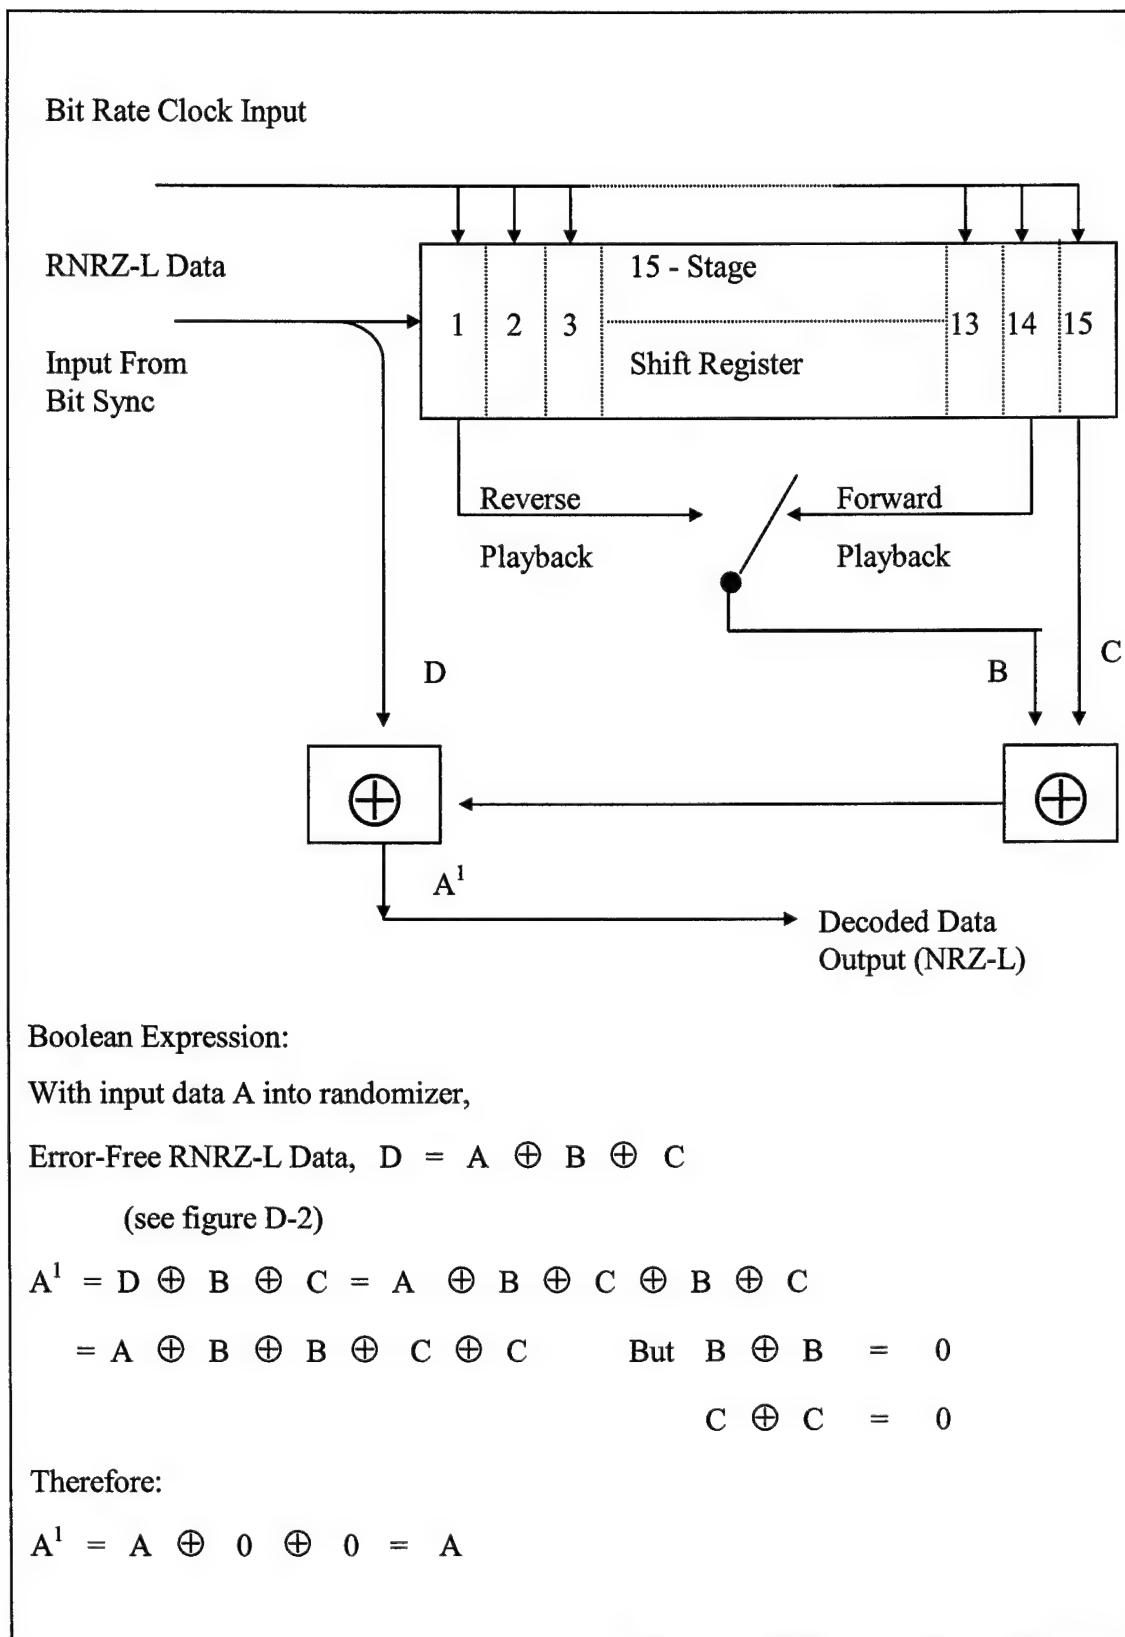 Bit Rate Clock Input
RNRZ-L Data
15 - Stage
1 2 3 13 14 15
Input From
Bit Sync
Shift Register
Reverse
Playback
Forward
Playback
D
B
C
⊕
⊕
A¹
Decoded Data
Output (NRZ-L)
Boolean Expression:
With input data A into randomizer,
Error-Free RNRZ-L Data, D = A ⊕ B ⊕ C
(see figure D-2)
A¹ = D ⊕ B ⊕ C = A ⊕ B ⊕ C ⊕ B ⊕ C
= A ⊕ B ⊕ B ⊕ C ⊕ C But B ⊕ B = 0
C ⊕ C = 0
Therefore:
A¹ = A ⊕ 0 ⊕ 0 = A